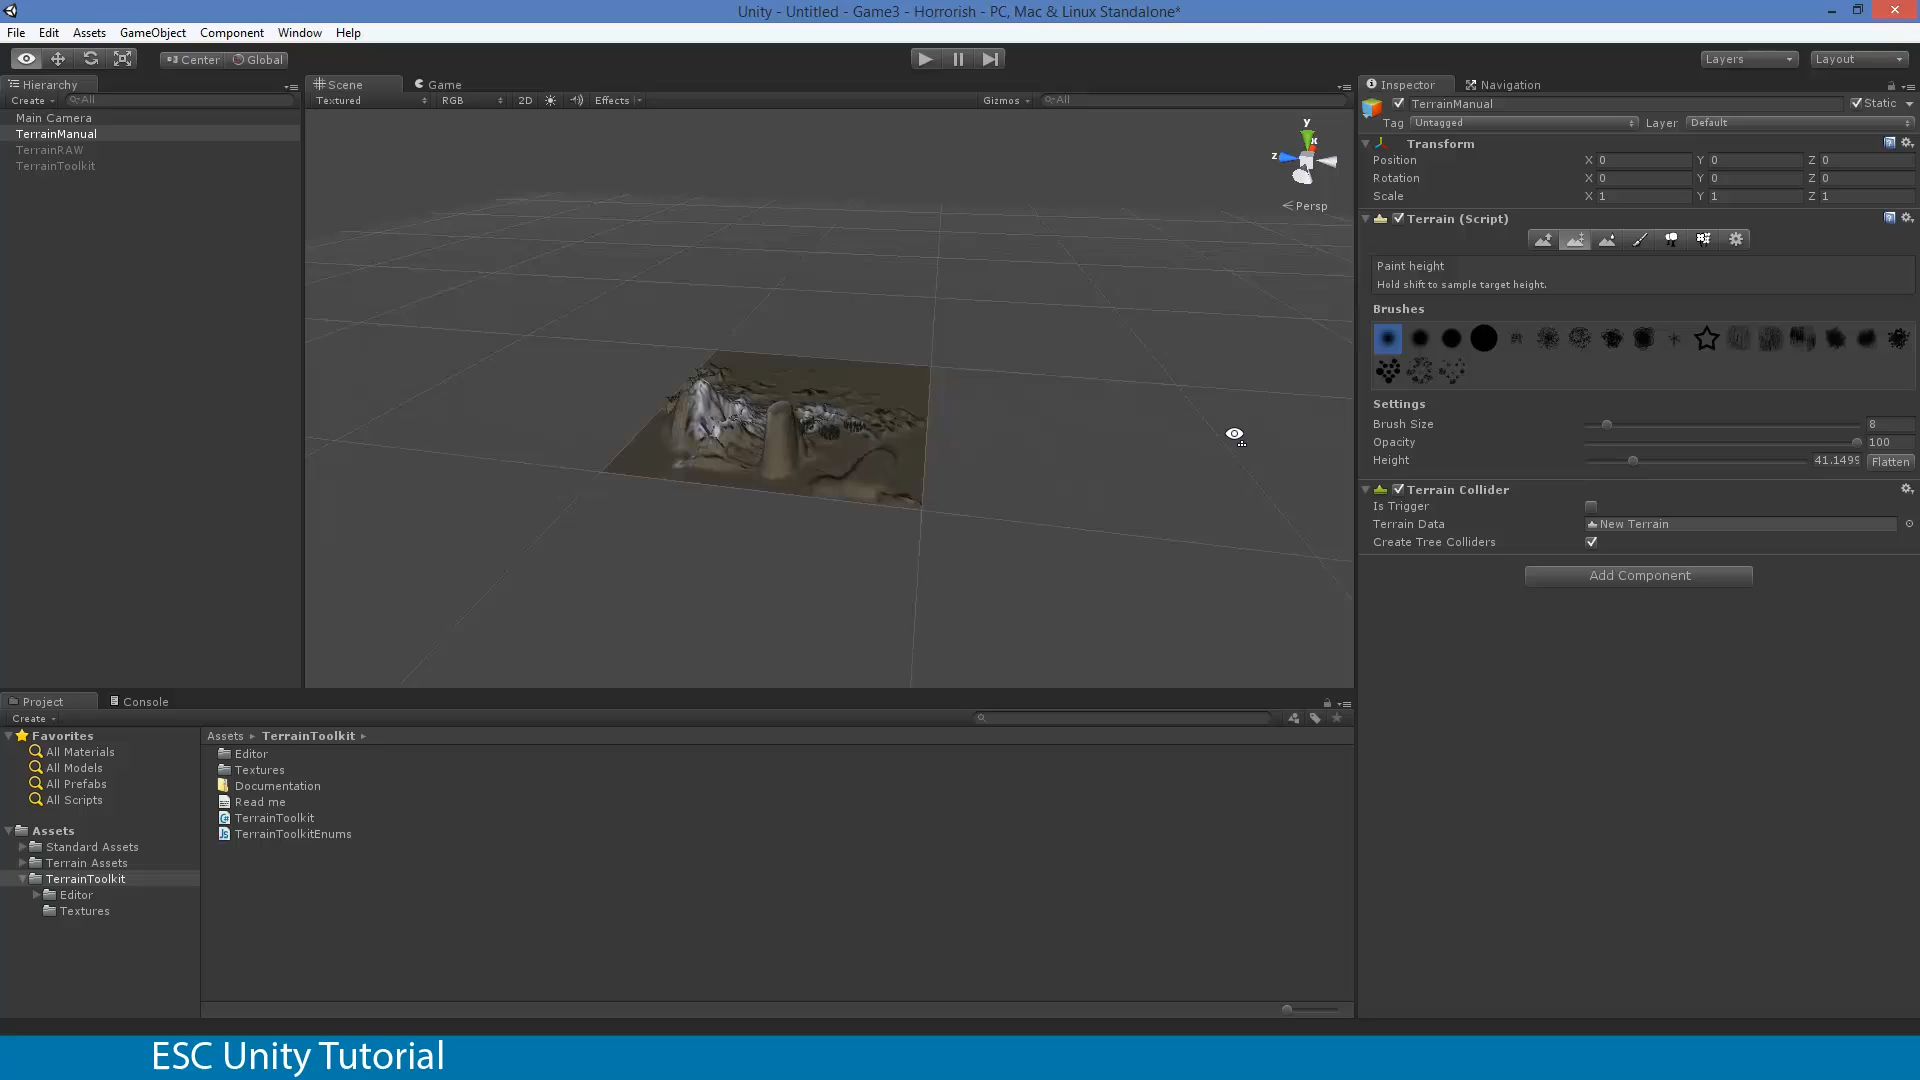 Unity - Untitled - Game3 - Horrorish - PC, Mac & Linux Standalone*
File Edit Assets GameObject Component Window Help
Center Global
Layers Layout
Hierarchy
Create All
Main Camera
TerrainManual
TerrainRAW
TerrainToolkit
Scene Game
Textured RGB 2D Effects Gizmos All
y
x
z
Persp
Inspector Navigation
TerrainManual Static
Tag Untagged Layer Default
Transform
Position X 0 Y 0 Z 0
Rotation X 0 Y 0 Z 0
Scale X 1 Y 1 Z 1
Terrain (Script)
Paint height
Hold shift to sample target height.
Brushes
Settings
Brush Size 8
Opacity 100
Height 41.1499 Flatten
Terrain Collider
Is Trigger
Terrain Data New Terrain
Create Tree Colliders
Add Component
Project Console
Create
Favorites
All Materials
All Models
All Prefabs
All Scripts
Assets
Standard Assets
Terrain Assets
TerrainToolkit
Editor
Textures
Assets TerrainToolkit
Editor
Textures
Documentation
Read me
TerrainToolkit
TerrainToolkitEnums
ESC Unity Tutorial